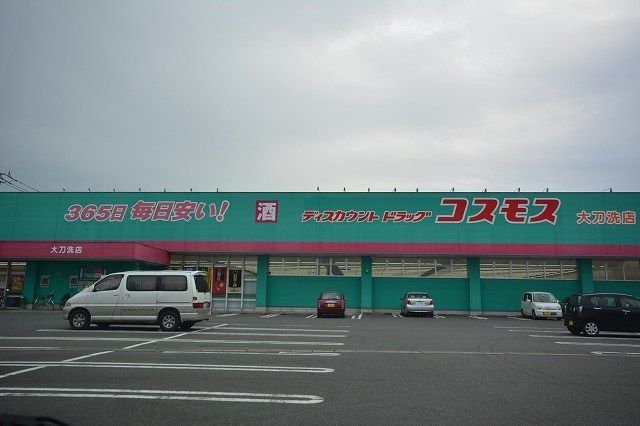 365日 毎日安い!
酒
ディスカウント ドラッグ コスモス
大刀洗店
大刀洗店
GRANVIA